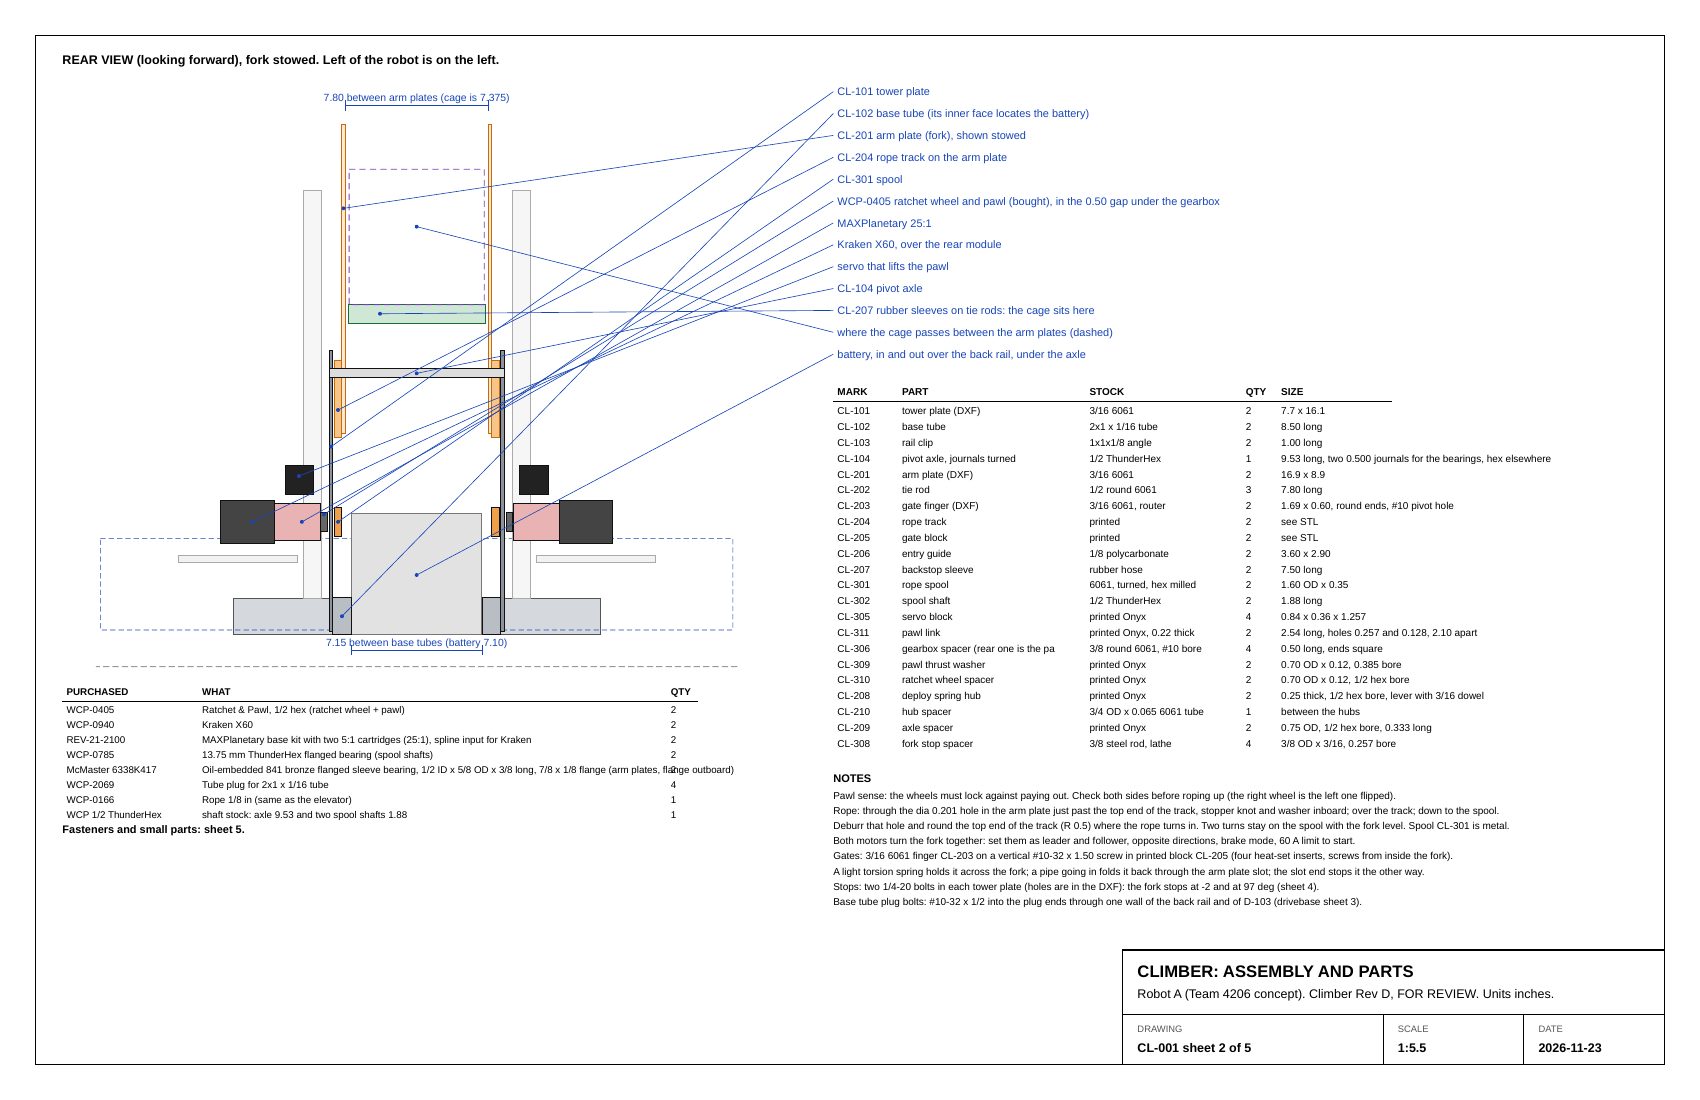 REAR VIEW (looking forward), fork stowed. Left of the robot is on the left.
7.80 between arm plates (cage is 7.375)
CL-101 tower plate
CL-102 base tube (its inner face locates the battery)
CL-201 arm plate (fork), shown stowed
CL-204 rope track on the arm plate
CL-301 spool
WCP-0405 ratchet wheel and pawl (bought), in the 0.50 gap under the gearbox
MAXPlanetary 25:1
Kraken X60, over the rear module
servo that lifts the pawl
CL-104 pivot axle
CL-207 rubber sleeves on tie rods: the cage sits here
where the cage passes between the arm plates (dashed)
battery, in and out over the back rail, under the axle
7.15 between base tubes (battery 7.10)
MARK PART STOCK QTY SIZE
CL-101 tower plate (DXF) 3/16 6061 2 7.7 x 16.1
CL-102 base tube 2x1 x 1/16 tube 2 8.50 long
CL-103 rail clip 1x1x1/8 angle 2 1.00 long
CL-104 pivot axle, journals turned 1/2 ThunderHex 1 9.53 long, two 0.500 journals for the bearings, hex elsewhere
CL-201 arm plate (DXF) 3/16 6061 2 16.9 x 8.9
CL-202 tie rod 1/2 round 6061 3 7.80 long
CL-203 gate finger (DXF) 3/16 6061, router 2 1.69 x 0.60, round ends, #10 pivot hole
CL-204 rope track printed 2 see STL
CL-205 gate block printed 2 see STL
CL-206 entry guide 1/8 polycarbonate 2 3.60 x 2.90
CL-207 backstop sleeve rubber hose 2 7.50 long
CL-301 rope spool 6061, turned, hex milled 2 1.60 OD x 0.35
CL-302 spool shaft 1/2 ThunderHex 2 1.88 long
CL-305 servo block printed Onyx 4 0.84 x 0.36 x 1.257
CL-311 pawl link printed Onyx, 0.22 thick 2 2.54 long, holes 0.257 and 0.128, 2.10 apart
CL-306 gearbox spacer (rear one is the pa 3/8 round 6061, #10 bore 4 0.50 long, ends square
CL-309 pawl thrust washer printed Onyx 2 0.70 OD x 0.12, 0.385 bore
CL-310 ratchet wheel spacer printed Onyx 2 0.70 OD x 0.12, 1/2 hex bore
CL-208 deploy spring hub printed Onyx 2 0.25 thick, 1/2 hex bore, lever with 3/16 dowel
CL-210 hub spacer 3/4 OD x 0.065 6061 tube 1 between the hubs
CL-209 axle spacer printed Onyx 2 0.75 OD, 1/2 hex bore, 0.333 long
CL-308 fork stop spacer 3/8 steel rod, lathe 4 3/8 OD x 3/16, 0.257 bore
PURCHASED WHAT QTY
WCP-0405 Ratchet & Pawl, 1/2 hex (ratchet wheel + pawl) 2
WCP-0940 Kraken X60 2
REV-21-2100 MAXPlanetary base kit with two 5:1 cartridges (25:1), spline input for Kraken 2
WCP-0785 13.75 mm ThunderHex flanged bearing (spool shafts) 2
McMaster 6338K417 Oil-embedded 841 bronze flanged sleeve bearing, 1/2 ID x 5/8 OD x 3/8 long, 7/8 x 1/8 flange (arm plates, flange outboard) 2
WCP-2069 Tube plug for 2x1 x 1/16 tube 4
WCP-0166 Rope 1/8 in (same as the elevator) 1
WCP 1/2 ThunderHex shaft stock: axle 9.53 and two spool shafts 1.88 1
Fasteners and small parts: sheet 5.
NOTES
Pawl sense: the wheels must lock against paying out. Check both sides before roping up (the right wheel is the left one flipped).
Rope: through the dia 0.201 hole in the arm plate just past the top end of the track, stopper knot and washer inboard; over the track; down to the spool.
Deburr that hole and round the top end of the track (R 0.5) where the rope turns in. Two turns stay on the spool with the fork level. Spool CL-301 is metal.
Both motors turn the fork together: set them as leader and follower, opposite directions, brake mode, 60 A limit to start.
Gates: 3/16 6061 finger CL-203 on a vertical #10-32 x 1.50 screw in printed block CL-205 (four heat-set inserts, screws from inside the fork).
A light torsion spring holds it across the fork; a pipe going in folds it back through the arm plate slot; the slot end stops it the other way.
Stops: two 1/4-20 bolts in each tower plate (holes are in the DXF): the fork stops at -2 and at 97 deg (sheet 4).
Base tube plug bolts: #10-32 x 1/2 into the plug ends through one wall of the back rail and of D-103 (drivebase sheet 3).
CLIMBER: ASSEMBLY AND PARTS
Robot A (Team 4206 concept). Climber Rev D, FOR REVIEW. Units inches.
DRAWING SCALE DATE
CL-001 sheet 2 of 5 1:5.5 2026-11-23